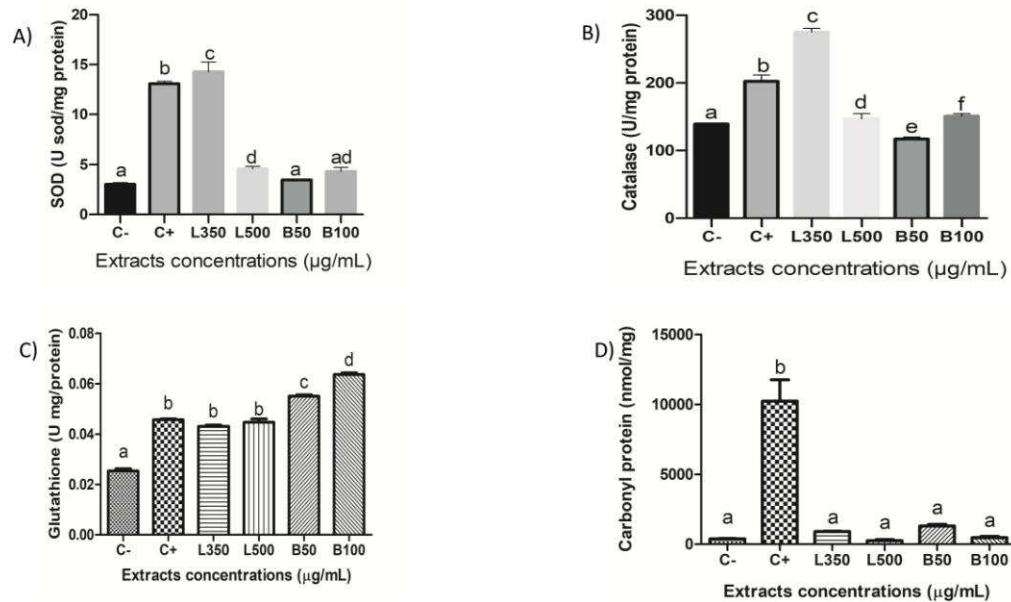 A)
SOD (U sod/mg protein)
20
15
10
5
0
a
b
c
d
a
ad
C- C+ L350 L500 B50 B100
Extracts concentrations (µg/mL)
B)
Catalase (U/mg protein)
300
200
100
0
a
b
c
d
e
f
C- C+ L350 L500 B50 B100
Extracts concentrations (µg/mL)
C)
Glutathione (U mg/protein)
0.08
0.06
0.04
0.02
0.00
a
b
b
b
c
d
C- C+ L350 L500 B50 B100
Extracts concentrations (µg/mL)
D)
Carbonyl protein (nmol/mg)
15000
10000
5000
0
a
b
a
a
a
a
C- C+ L350 L500 B50 B100
Extracts concentrations (µg/mL)